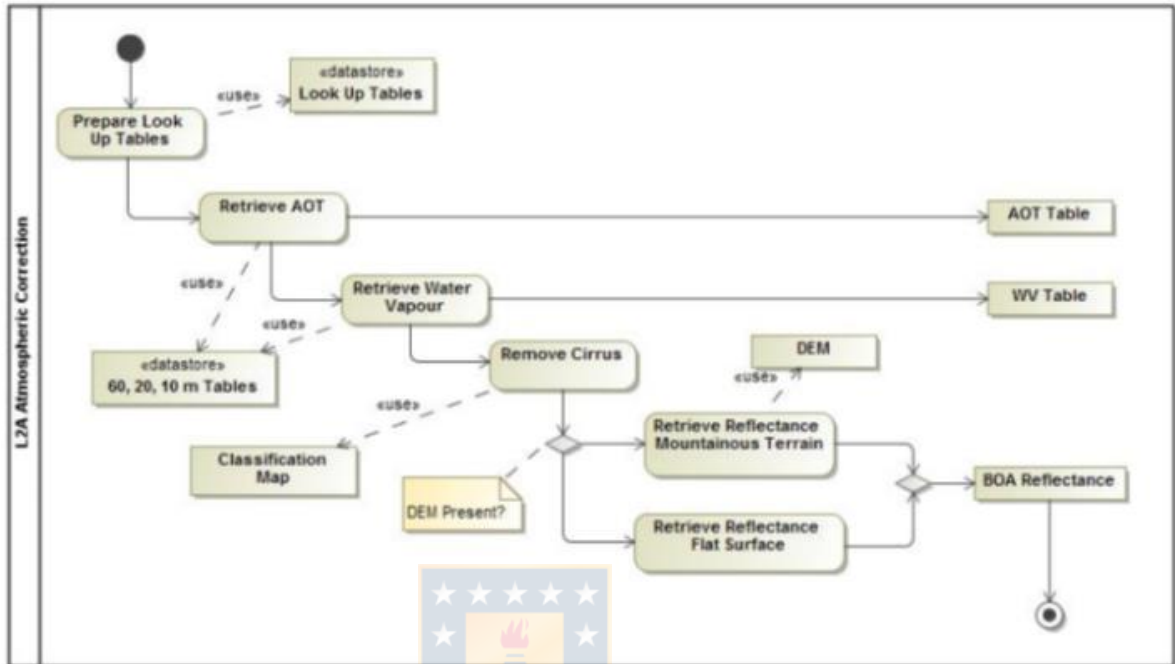 L2A Atmospheric Correction
«datastore»
Look Up Tables
«use»
Prepare Look
Up Tables
Retrieve AOT
AOT Table
«use»
Retrieve Water
Vapour
WV Table
«use»
«datastore»
60, 20, 10 m Tables
Remove Cirrus
DEM
«use»
«use»
Classification
Map
DEM Present?
Retrieve Reflectance
Mountainous Terrain
BOA Reflectance
Retrieve Reflectance
Flat Surface